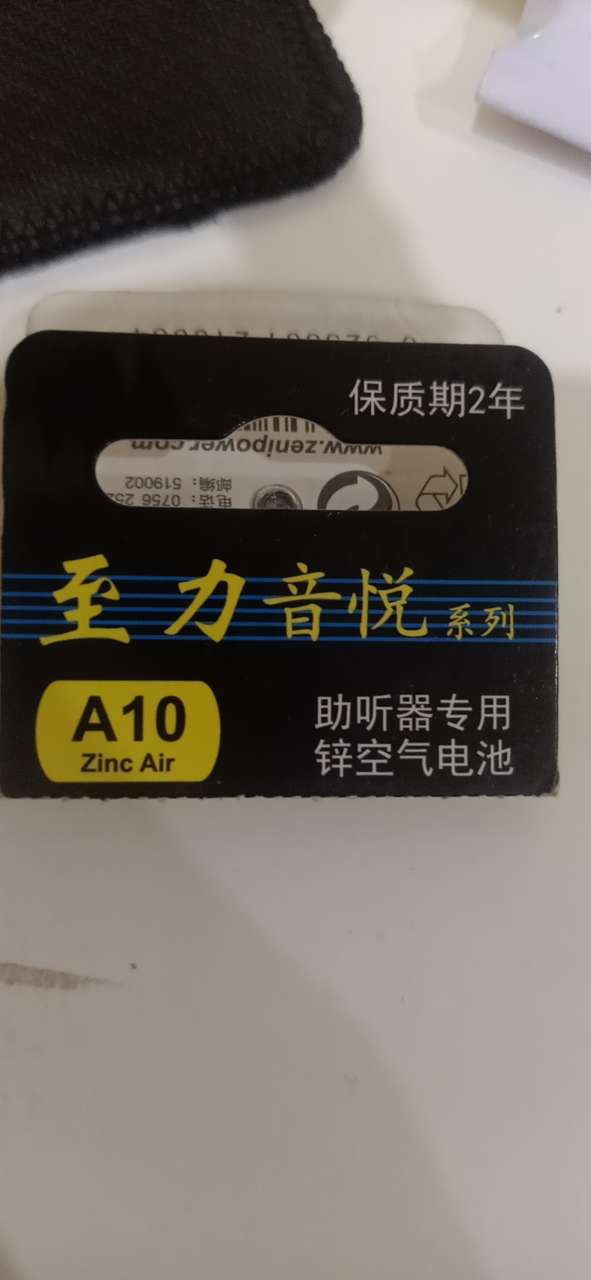 保质期2年
www.zenipower.com
邮编：519002
电话：0756 252
至力音悦系列
A10
Zinc Air
助听器专用
锌空气电池